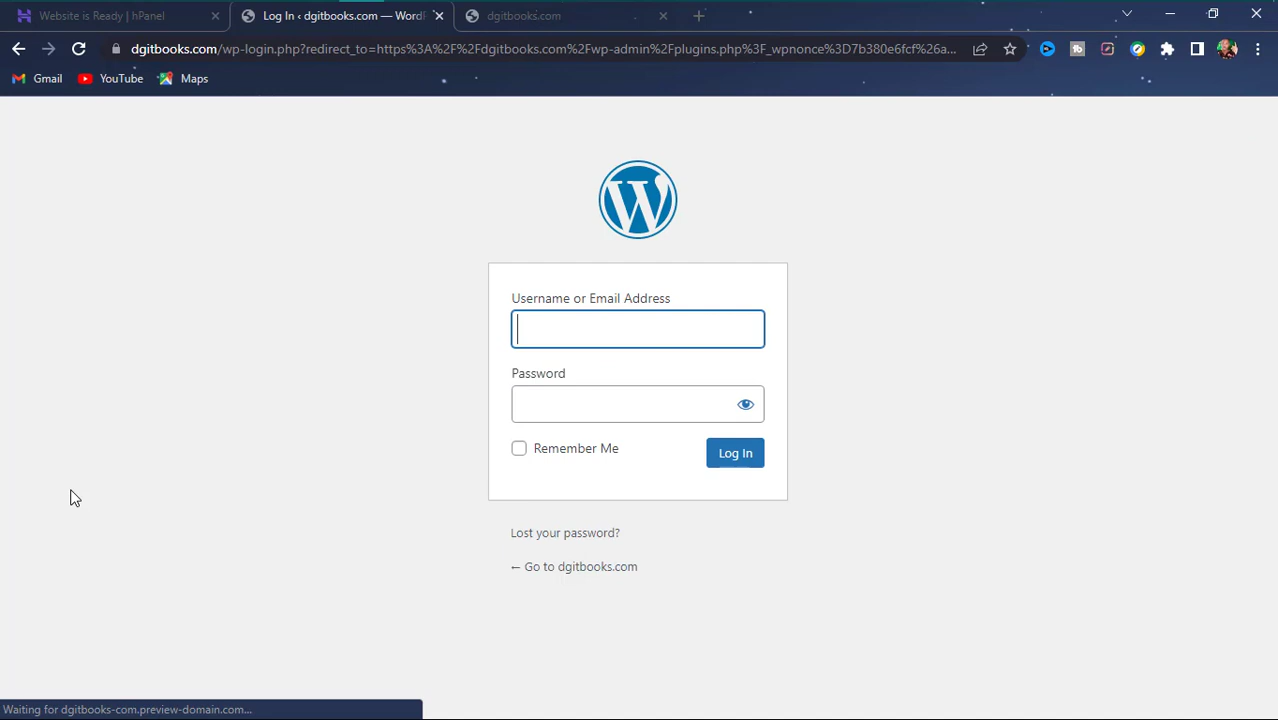 Website is Ready | hPanel
Log In ‹ dgitbooks.com — WordP
dgitbooks.com
dgitbooks.com/wp-login.php?redirect_to=https%3A%2F%2Fdgitbooks.com%2Fwp-admin%2Fplugins.php%3F_wpnonce%3D7b380e6fcf%26a...
Gmail
YouTube
Maps
Username or Email Address
Password
Remember Me
Log In
Lost your password?
← Go to dgitbooks.com
Waiting for dgitbooks-com.preview-domain.com...